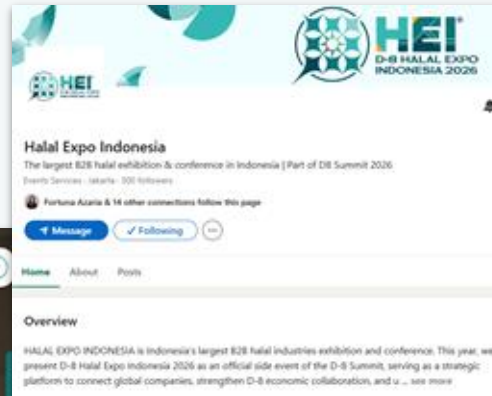 HEI
D-8 HALAL EXPO
INDONESIA 2026
HEI
Halal Expo Indonesia
The largest B2B halal exhibition & conference in Indonesia | Part of D8 Summit 2026
Events Services · Jakarta · 500 followers
Fortuna Azaria & 14 other connections follow this page
Message
Following
Home About Posts
Overview
HALAL EXPO INDONESIA is Indonesia's largest B2B halal industries exhibition and conference. This year, we
present D-8 Halal Expo Indonesia 2026 as an official side event of the D-8 Summit, serving as a strategic
platform to connect global companies, strengthen D-8 economic collaboration, and u ... see more